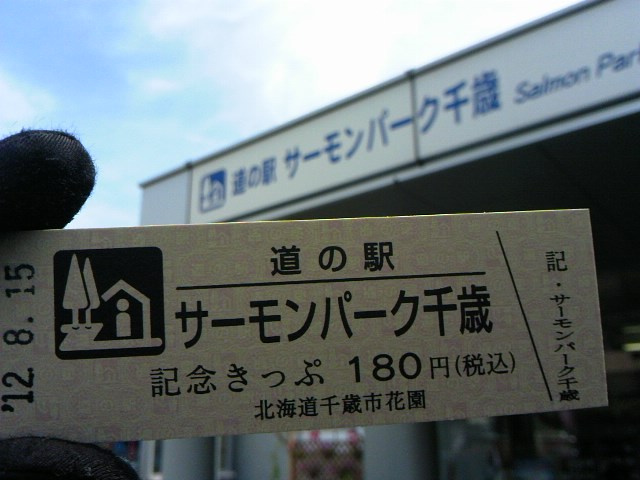 道の駅 サーモンパーク千歳 Salmon Park
'12.8.15
道の駅
サーモンパーク千歳
記念きっぷ 180円(税込)
北海道千歳市花園
記・サーモンパーク千歳